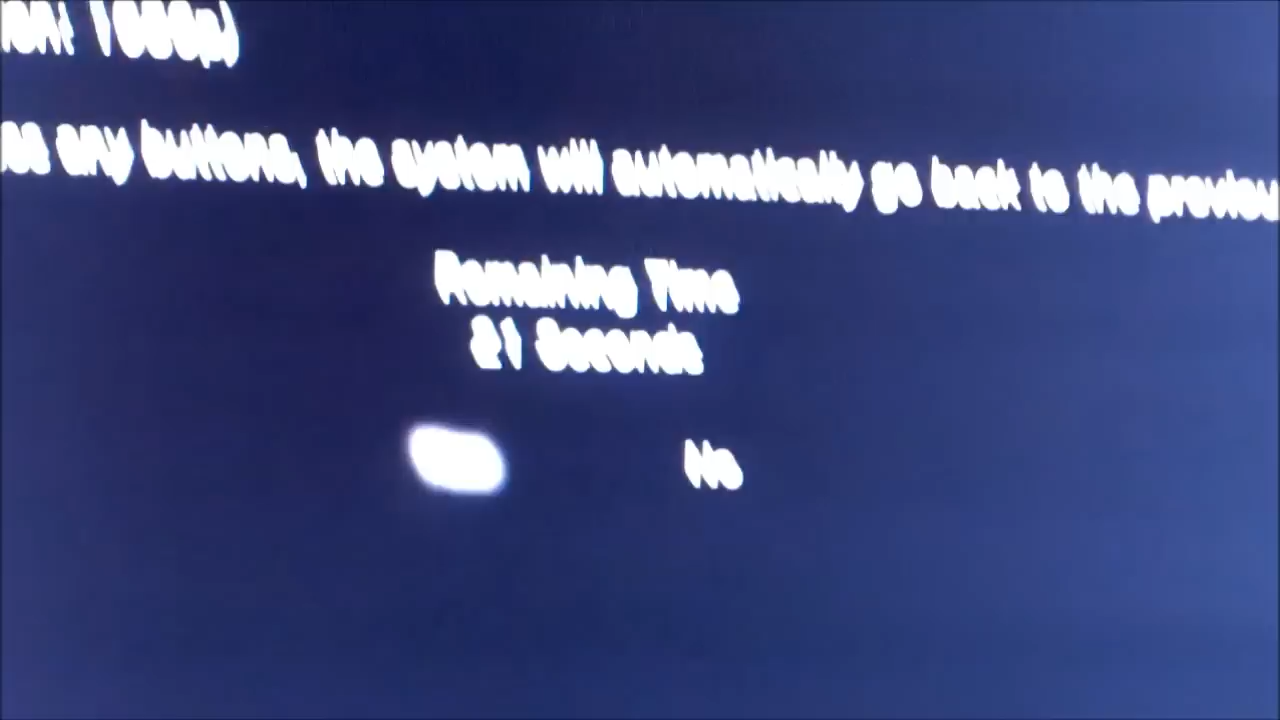 1080p)
any buttons, the system will automatically go back to the previou
Remaining Time
21 Seconds
No